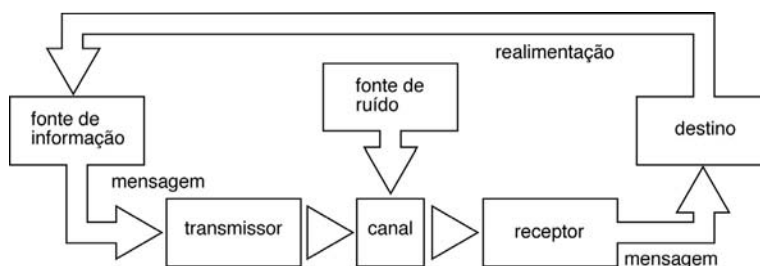 realimentação
fonte de
informação
fonte de
ruído
destino
mensagem
transmissor
canal
receptor
mensagem